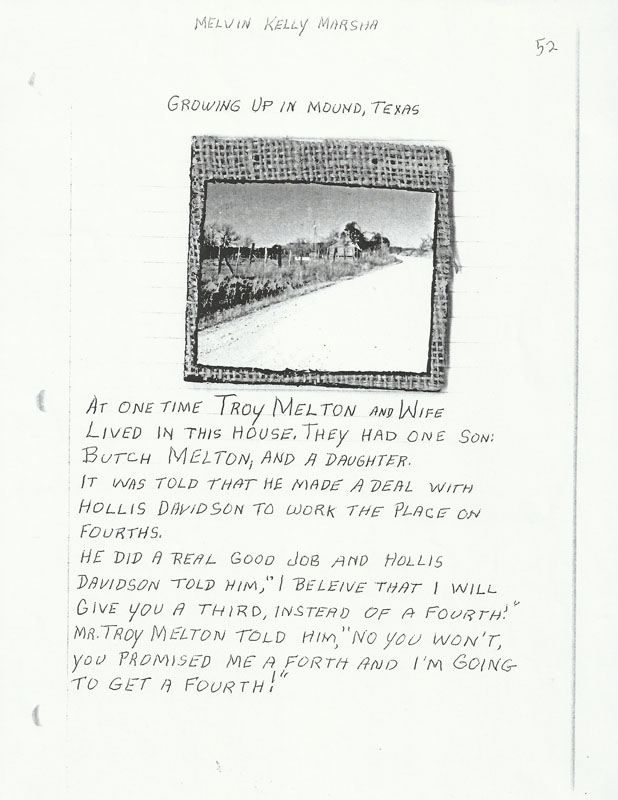 MELVIN KELLY MARSHA
52
GROWING UP IN MOUND, TEXAS
AT ONE TIME TROY MELTON AND WIFE
LIVED IN THIS HOUSE. THEY HAD ONE SON:
BUTCH MELTON, AND A DAUGHTER.
IT WAS TOLD THAT HE MADE A DEAL WITH
HOLLIS DAVIDSON TO WORK THE PLACE ON
FOURTHS.
HE DID A REAL GOOD JOB AND HOLLIS
DAVIDSON TOLD HIM, "I BELEIVE THAT I WILL
GIVE YOU A THIRD, INSTEAD OF A FOURTH!"
MR. TROY MELTON TOLD HIM, "NO YOU WON'T,
YOU PROMISED ME A FORTH AND I'M GOING
TO GET A FOURTH!"